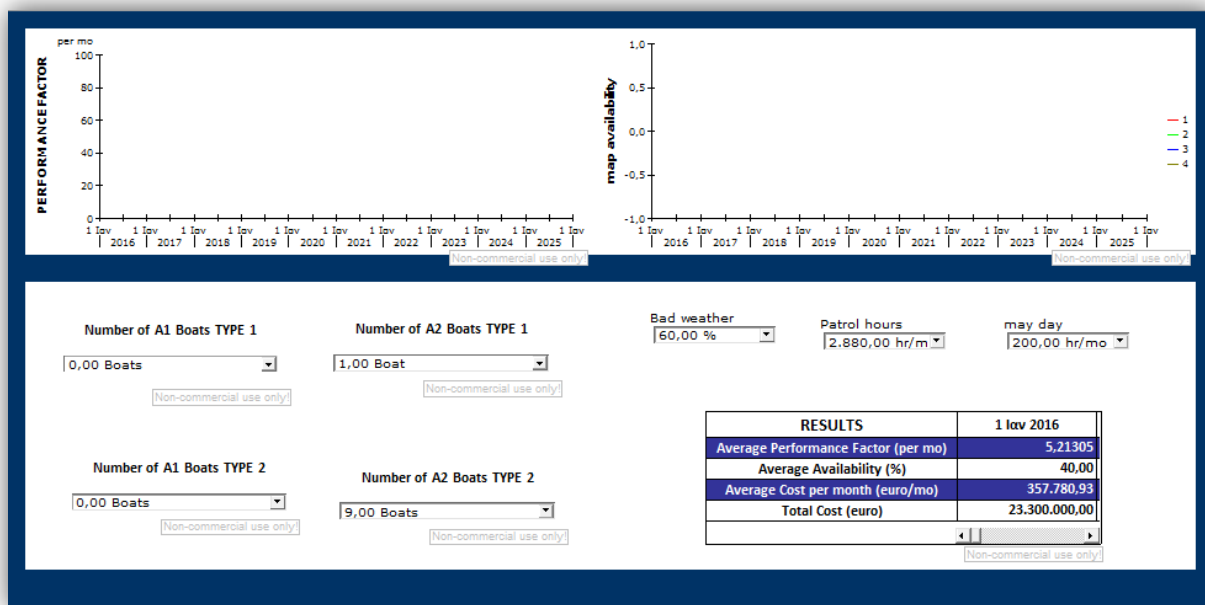 per mo
PERFORMANCE FACTOR
100
80
60
40
20
0
1 Ιαν 1 Ιαν 1 Ιαν 1 Ιαν 1 Ιαν 1 Ιαν 1 Ιαν 1 Ιαν 1 Ιαν 1 Ιαν 1 Ιαν
2016 2017 2018 2019 2020 2021 2022 2023 2024 2025
Non-commercial use only!
map availability
1,0
0,5
0,0
-0,5
-1,0
1 Ιαν 1 Ιαν 1 Ιαν 1 Ιαν 1 Ιαν 1 Ιαν 1 Ιαν 1 Ιαν 1 Ιαν 1 Ιαν 1 Ιαν
2016 2017 2018 2019 2020 2021 2022 2023 2024 2025
1
2
3
4
Non-commercial use only!
Number of A1 Boats TYPE 1
0,00 Boats
Non-commercial use only!
Number of A2 Boats TYPE 1
1,00 Boat
Non-commercial use only!
Bad weather
60,00 %
Patrol hours
2.880,00 hr/m
may day
200,00 hr/mo
Number of A1 Boats TYPE 2
0,00 Boats
Non-commercial use only!
Number of A2 Boats TYPE 2
9,00 Boats
Non-commercial use only!
RESULTS 1 Ιαν 2016
Average Performance Factor (per mo) 5,21305
Average Availability (%) 40,00
Average Cost per month (euro/mo) 357.780,93
Total Cost (euro) 23.300.000,00
Non-commercial use only!